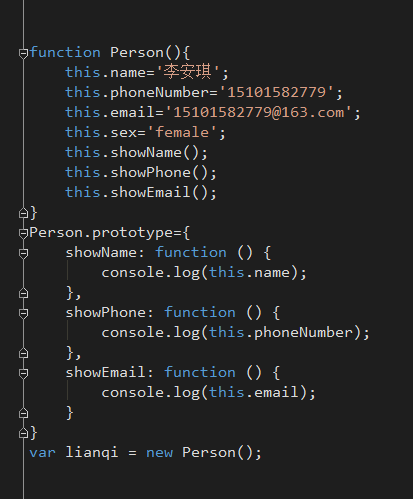 function Person(){
    this.name='李安琪';
    this.phoneNumber='15101582779';
    this.email='15101582779@163.com';
    this.sex='female';
    this.showName();
    this.showPhone();
    this.showEmail();
}
Person.prototype={
    showName: function () {
        console.log(this.name);
    },
    showPhone: function () {
        console.log(this.phoneNumber);
    },
    showEmail: function () {
        console.log(this.email);
    }
}
var lianqi = new Person();